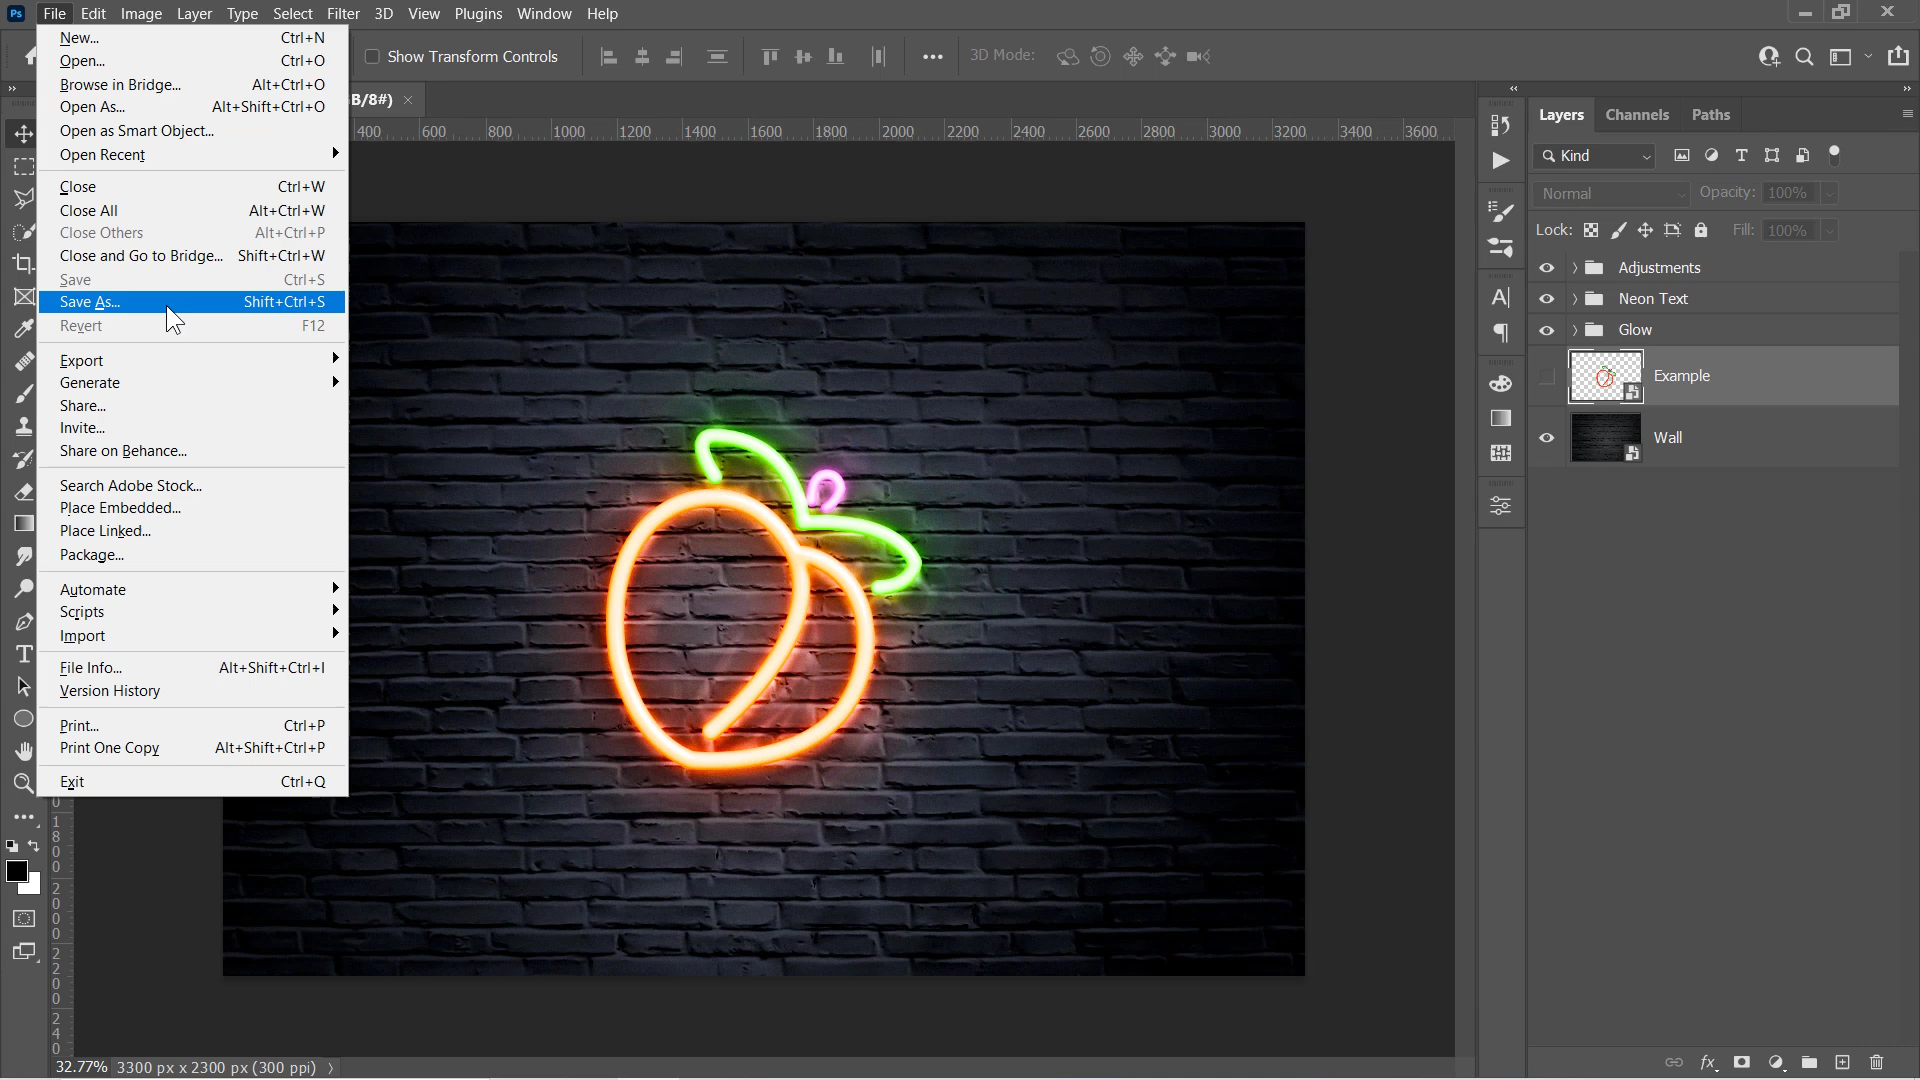 Ps File Edit Image Layer Type Select Filter 3D View Plugins Window Help
Show Transform Controls
3D Mode:
B/8#) ×
400 600 800 1000 1200 1400 1600 1800 2000 2200 2400 2600 2800 3000 3200 3400 3600
New... Ctrl+N
Open... Ctrl+O
Browse in Bridge... Alt+Ctrl+O
Open As... Alt+Shift+Ctrl+O
Open as Smart Object...
Open Recent
Close Ctrl+W
Close All Alt+Ctrl+W
Close Others Alt+Ctrl+P
Close and Go to Bridge... Shift+Ctrl+W
Save Ctrl+S
Save As... Shift+Ctrl+S
Revert F12
Export
Generate
Share...
Invite...
Share on Behance...
Search Adobe Stock...
Place Embedded...
Place Linked...
Package...
Automate
Scripts
Import
File Info... Alt+Shift+Ctrl+I
Version History
Print... Ctrl+P
Print One Copy Alt+Shift+Ctrl+P
Exit Ctrl+Q
0
1800
2000
2200
240
Layers Channels Paths
Kind
Normal Opacity: 100%
Lock: Fill: 100%
Adjustments
Neon Text
Glow
Example
Wall
fx
32.77% 3300 px x 2300 px (300 ppi)